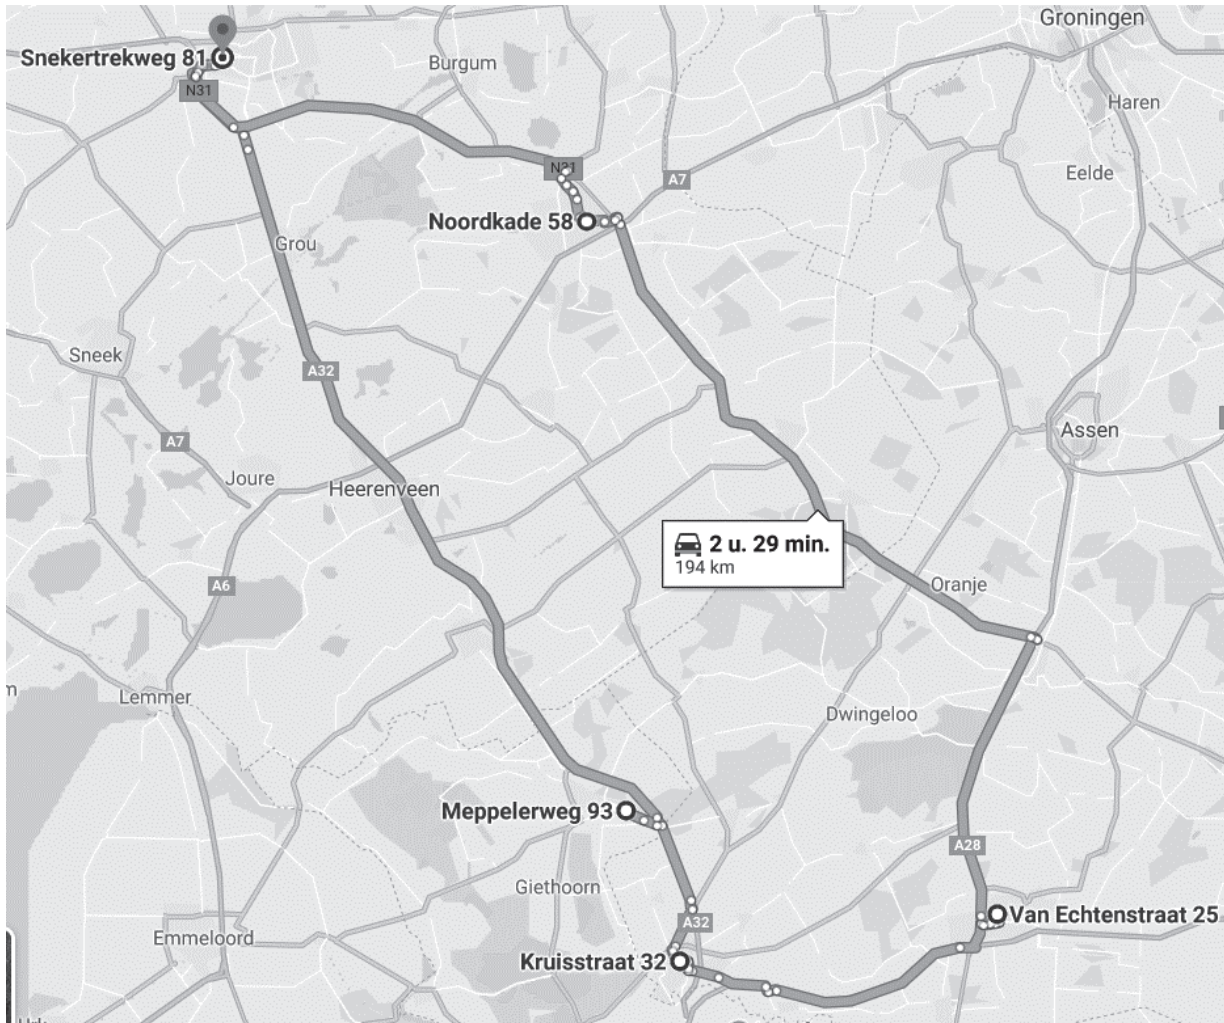 Groningen
Snekertrekweg 81
Burgum
N31
Haren
N31
Eelde
A7
Noordkade 58
Grou
Sneek
A32
Assen
A7
Joure
Heerenveen
2 u. 29 min.
194 km
A6
Oranje
Lemmer
Dwingeloo
Meppelerweg 93
A28
Giethoorn
Van Echtenstraat 25
A32
Emmeloord
Kruisstraat 32